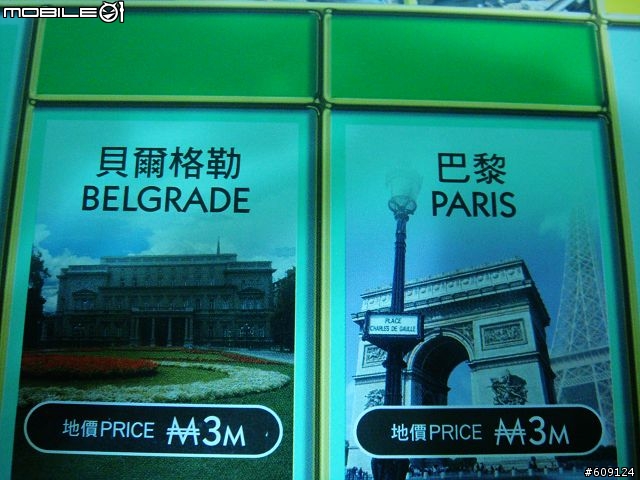 MOBILE01
貝爾格勒
BELGRADE
地價PRICE ₩3M
巴黎
PARIS
PLACE
CHARLES DE GAULLE
地價PRICE ₩3M
#609124